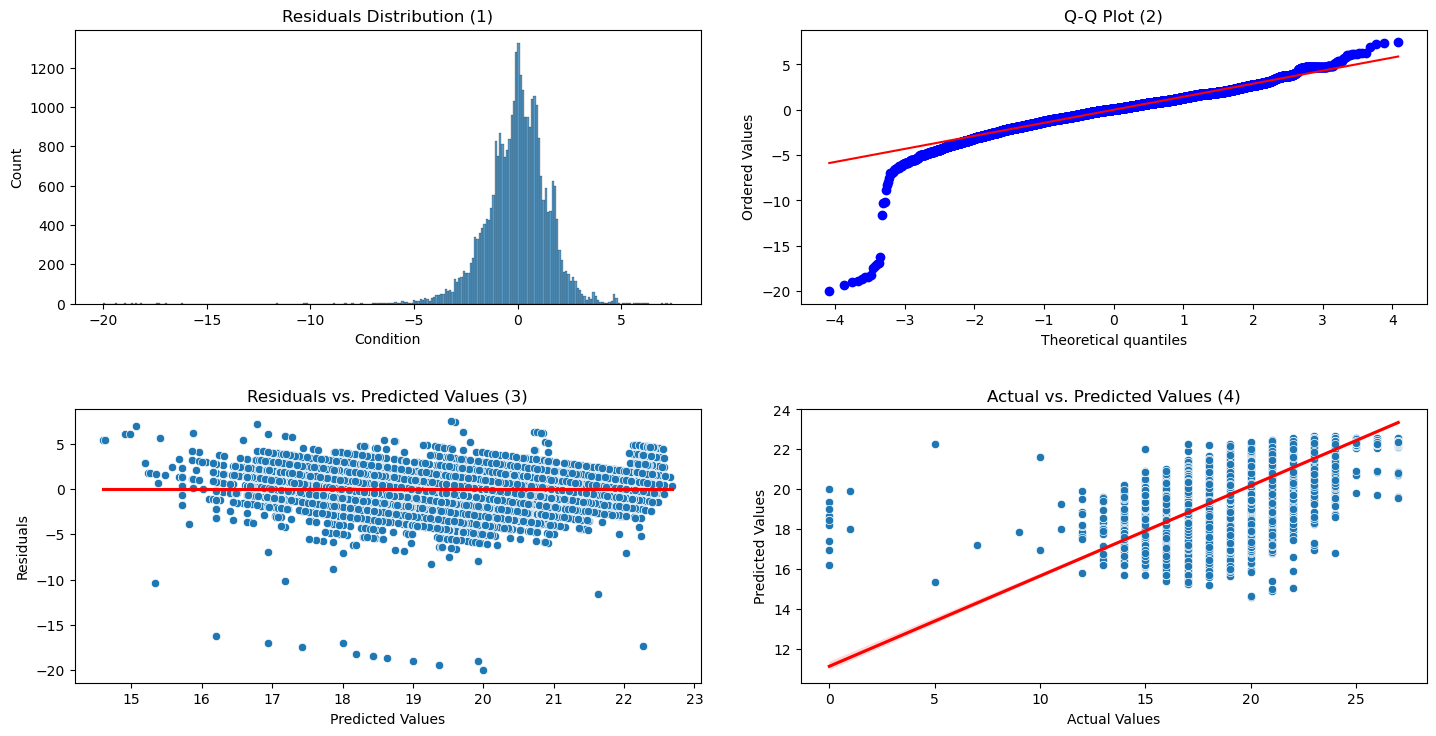 Residuals Distribution (1)
Count
1200
1000
800
600
400
200
0
−20 −15 −10 −5 0 5
Condition
Q-Q Plot (2)
Ordered Values
5
0
−5
−10
−15
−20
−4 −3 −2 −1 0 1 2 3 4
Theoretical quantiles
Residuals vs. Predicted Values (3)
Residuals
5
0
−5
−10
−15
−20
15 16 17 18 19 20 21 22 23
Predicted Values
Actual vs. Predicted Values (4)
Predicted Values
24
22
20
18
16
14
12
0 5 10 15 20 25
Actual Values